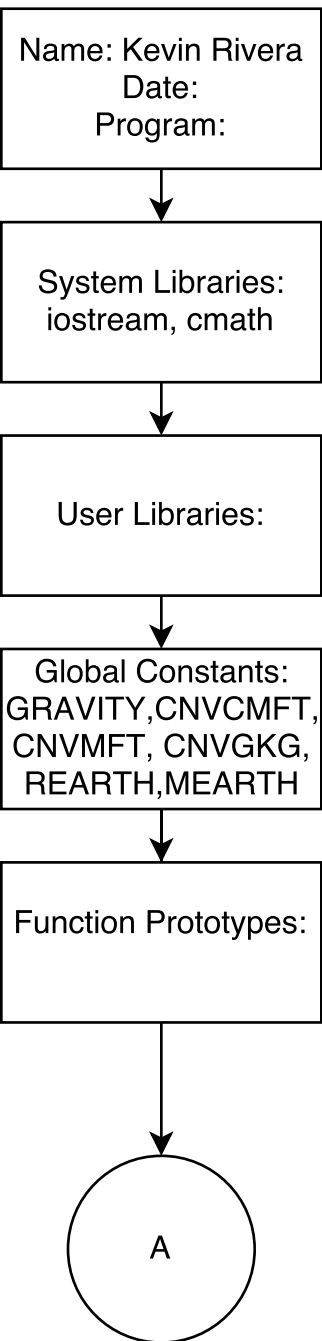 Name: Kevin Rivera
Date:
Program:
System Libraries:
iostream, cmath
User Libraries:
Global Constants:
GRAVITY,CNVCMFT,
CNVMFT, CNVGKG,
REARTH,MEARTH
Function Prototypes:
A